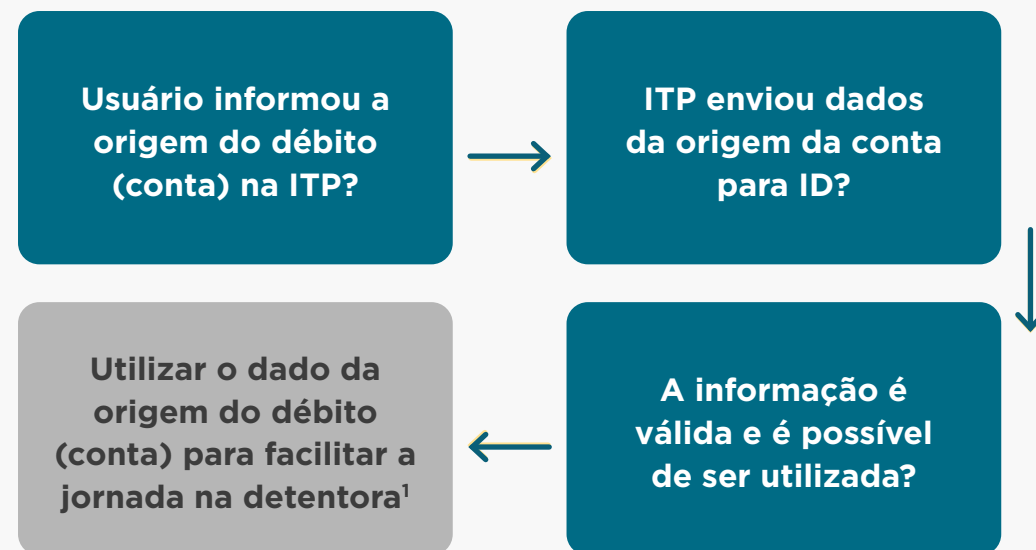 Usuário informou a
origem do débito
(conta) na ITP?
ITP enviou dados
da origem da conta
para ID?
A informação é
válida e é possível
de ser utilizada?
Utilizar o dado da
origem do débito
(conta) para facilitar a
jornada na detentora¹